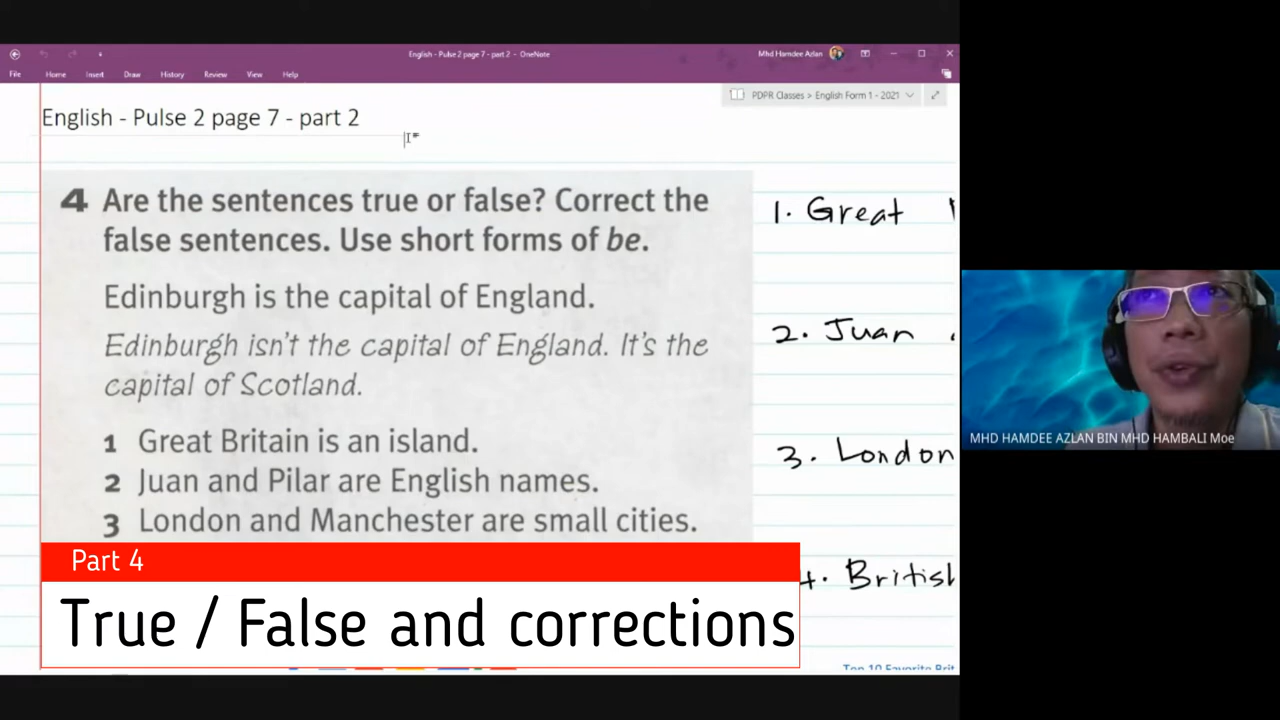 English - Pulse 2 page 7 - part 2 - OneNote
Mhd Hamdee Azlan
File Home Insert Draw History Review View Help
PDPR Classes > English Form 1 - 2021
English - Pulse 2 page 7 - part 2
4 Are the sentences true or false? Correct the
false sentences. Use short forms of be.
Edinburgh is the capital of England.
Edinburgh isn't the capital of England. It's the
capital of Scotland.
1 Great Britain is an island.
2 Juan and Pilar are English names.
3 London and Manchester are small cities.
1. Great
2. Juan
3. London
4. British
Part 4
True / False and corrections
Top 10 Favorite Brit
MHD HAMDEE AZLAN BIN MHD HAMBALI Moe